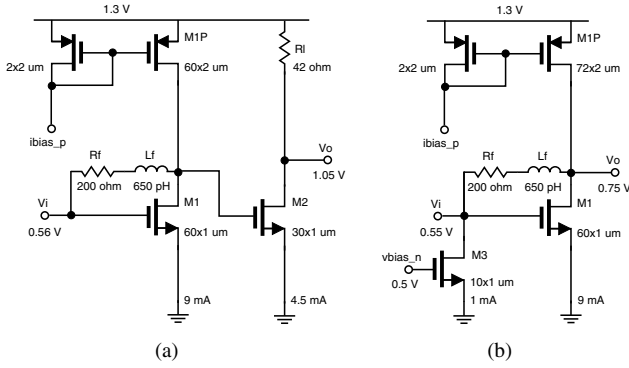 1.3 V
M1P
2x2 um
60x2 um
Rl
42 ohm
ibias_p
Rf
Lf
200 ohm
650 pH
Vo
1.05 V
Vi
0.56 V
M1
60x1 um
M2
30x1 um
9 mA
4.5 mA
(a)
1.3 V
M1P
2x2 um
72x2 um
ibias_p
Rf
Lf
200 ohm
650 pH
Vo
0.75 V
Vi
0.55 V
M1
60x1 um
vbias_n
0.5 V
M3
10x1 um
1 mA
9 mA
(b)